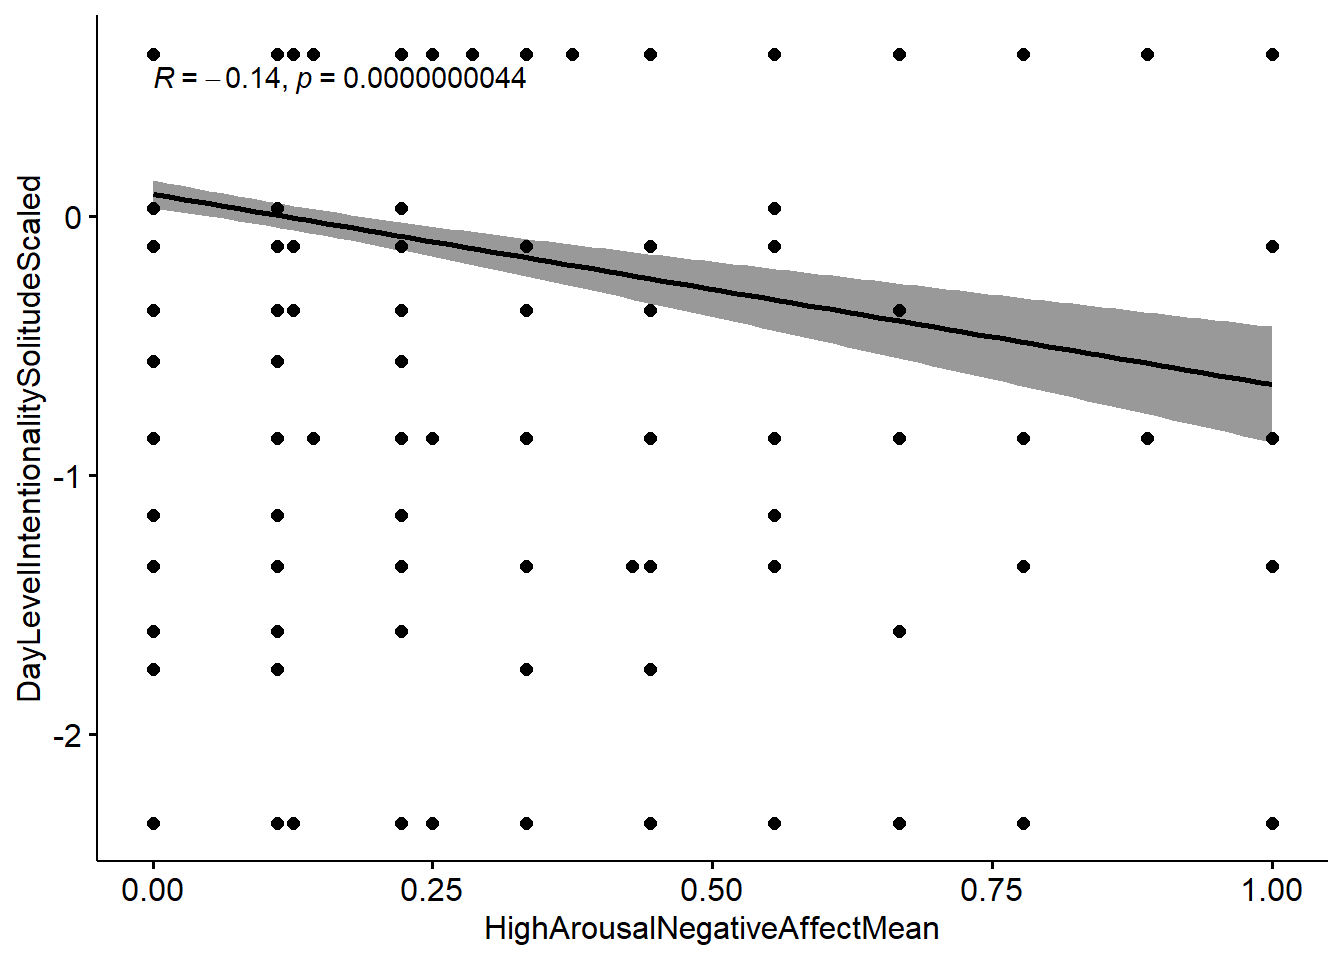 R = −0.14, p = 0.0000000044
0
-1
-2
DayLevelIntentionalitySolitudeScaled
0.00 0.25 0.50 0.75 1.00
HighArousalNegativeAffectMean